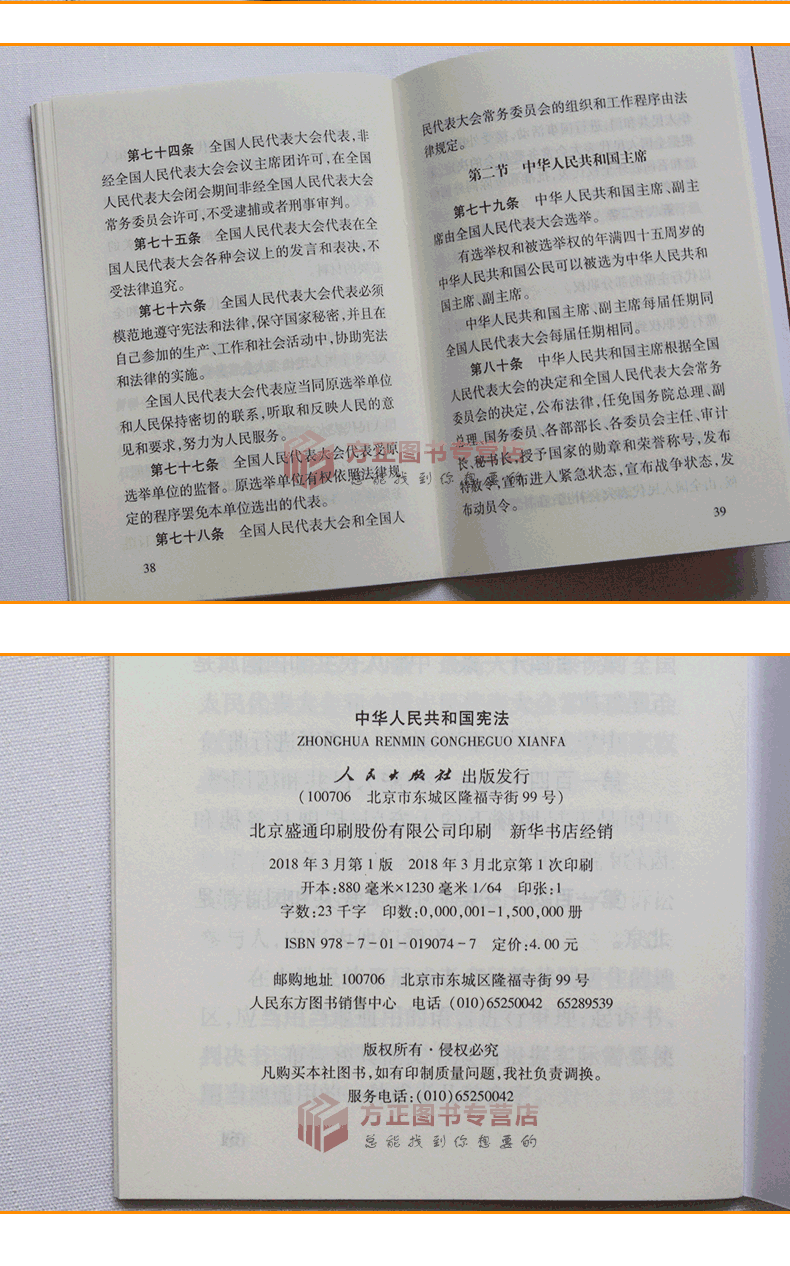 第七十四条　全国人民代表大会代表,非
经全国人民代表大会会议主席团许可,在全国
人民代表大会闭会期间非经全国人民代表大会
常务委员会许可,不受逮捕或者刑事审判。
第七十五条　全国人民代表大会代表在全
国人民代表大会各种会议上的发言和表决,不
受法律追究。
第七十六条　全国人民代表大会代表必须
模范地遵守宪法和法律,保守国家秘密,并且在
自己参加的生产、工作和社会活动中,协助宪法
和法律的实施。
全国人民代表大会代表应当同原选举单位
和人民保持密切的联系,听取和反映人民的意
见和要求,努力为人民服务。
第七十七条　全国人民代表大会代表受原
选举单位的监督。原选举单位有权依照法律规
定的程序罢免本单位选出的代表。
第七十八条　全国人民代表大会和全国人
38
民代表大会常务委员会的组织和工作程序由法
律规定。
第二节　中华人民共和国主席
第七十九条　中华人民共和国主席、副主
席由全国人民代表大会选举。
有选举权和被选举权的年满四十五周岁的
中华人民共和国公民可以被选为中华人民共和
国主席、副主席。
中华人民共和国主席、副主席每届任期同
全国人民代表大会每届任期相同。
第八十条　中华人民共和国主席根据全国
人民代表大会的决定和全国人民代表大会常务
委员会的决定,公布法律,任免国务院总理、副
总理、国务委员、各部部长、各委员会主任、审计
长、秘书长,授予国家的勋章和荣誉称号,发布
特赦令,宣布进入紧急状态,宣布战争状态,发
布动员令。
39
方正图书专营店
总能找到你想要的
中华人民共和国宪法
ZHONGHUA RENMIN GONGHEGUO XIANFA
人民出版社 出版发行
(100706　北京市东城区隆福寺街99号)
北京盛通印刷股份有限公司印刷　新华书店经销
2018年3月第1版　2018年3月北京第1次印刷
开本:880毫米×1230毫米 1/64　印张:1
字数:23千字　印数:0,000,001-1,500,000册
ISBN 978-7-01-019074-7　定价:4.00元
邮购地址 100706　北京市东城区隆福寺街99号
人民东方图书销售中心　电话 (010)65250042　65289539
版权所有·侵权必究
凡购买本社图书,如有印制质量问题,我社负责调换。
服务电话:(010)65250042
方正图书专营店
总能找到你想要的